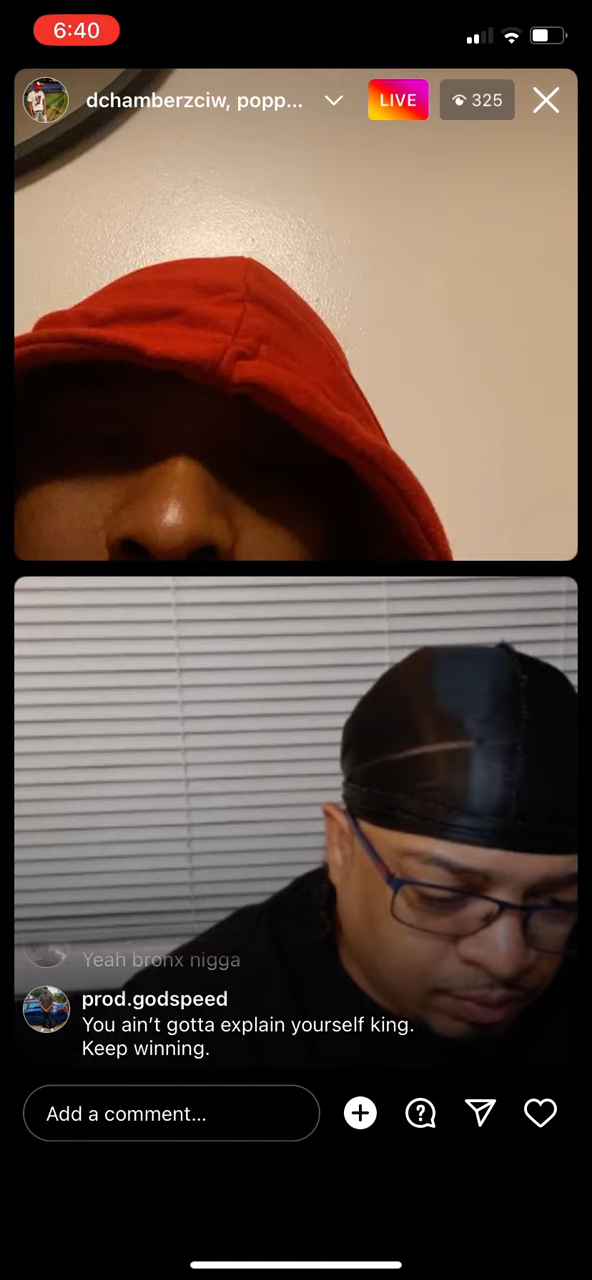 6:40
dchamberzciw, popp...
LIVE
325
Yeah bronx nigga
prod.godspeed
You ain't gotta explain yourself king.
Keep winning.
Add a comment...